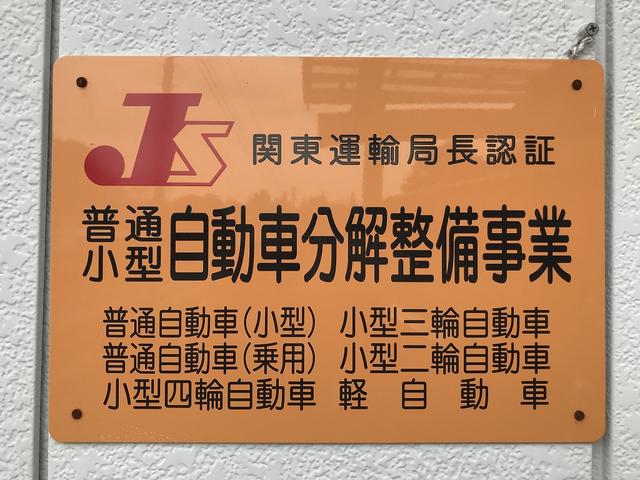 JS 関東運輸局長認証
普通
小型 自動車分解整備事業
普通自動車(小型) 小型三輪自動車
普通自動車(乗用) 小型二輪自動車
小型四輪自動車 軽自動車